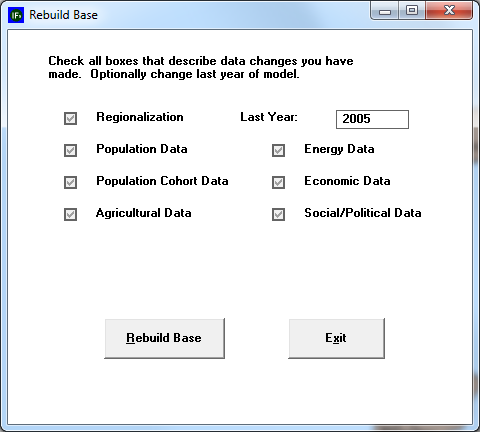 IFs Rebuild Base
Check all boxes that describe data changes you have
made. Optionally change last year of model.
Regionalization Last Year: 2005
Population Data Energy Data
Population Cohort Data Economic Data
Agricultural Data Social/Political Data
Rebuild Base Exit